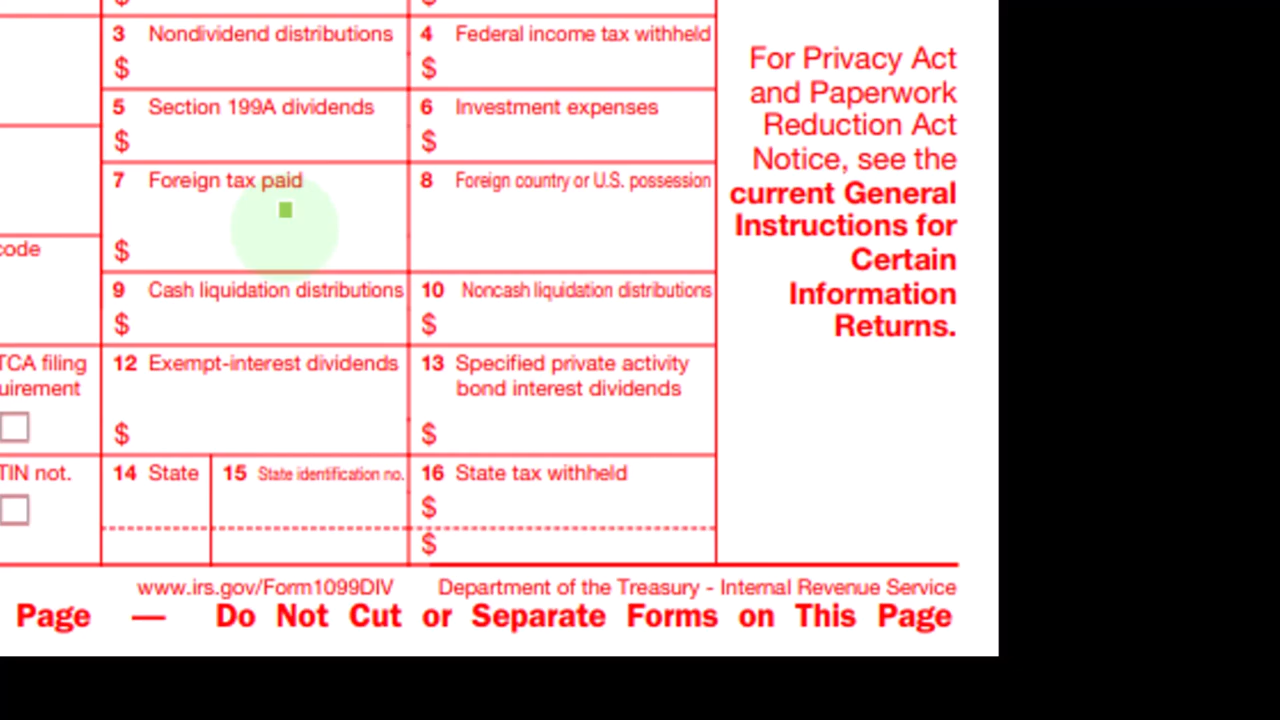 $ $
3 Nondividend distributions
$
4 Federal income tax withheld
$
5 Section 199A dividends
$
6 Investment expenses
$
7 Foreign tax paid
$
8 Foreign country or U.S. possession
code
9 Cash liquidation distributions
$
10 Noncash liquidation distributions
$
TCA filing
uirement
12 Exempt-interest dividends
$
13 Specified private activity
bond interest dividends
$
TIN not.
14 State
15 State identification no.
16 State tax withheld
$
$
For Privacy Act
and Paperwork
Reduction Act
Notice, see the
current General
Instructions for
Certain
Information
Returns.
www.irs.gov/Form1099DIV
Department of the Treasury - Internal Revenue Service
Page — Do Not Cut or Separate Forms on This Page